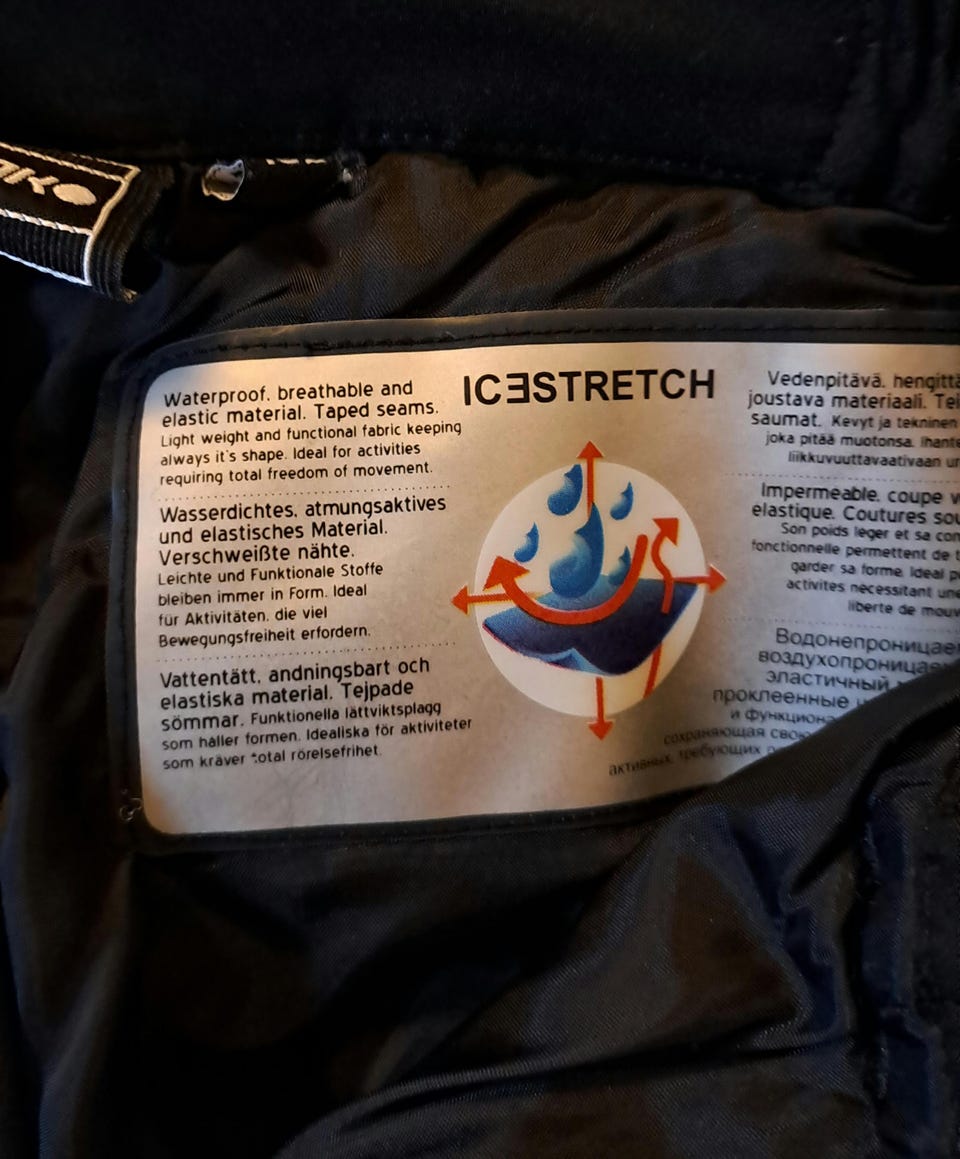 ICƎSTRETCH
Waterproof, breathable and
elastic material. Taped seams.
Light weight and functional fabric keeping
always it's shape. Ideal for activities
requiring total freedom of movement.
Wasserdichtes, atmungsaktives
und elastisches Material.
Verschweißte nähte.
Leichte und Funktionale Stoffe
bleiben immer in Form. Ideal
für Aktivitäten, die viel
Bewegungsfreiheit erfordern.
Vattentätt, andningsbart och
elastiska material. Tejpade
sömmar. Funktionella lättviktsplagg
som håller formen. Idealiska för aktiviteter
som kräver total rörelsefrihet.
Vedenpitävä,
joustava materiaali.
saumat. Kevyt ja tekninen
joka pitää muotonsa.
Impermeable, coupe
elastique. Coutures
Son poids leger et sa
fonctionnelle permettent de
garder sa forme. Ideal
activites necessitant une
liberte de
эластичный
проклеенные
и
сохраняющая
активных, требующих